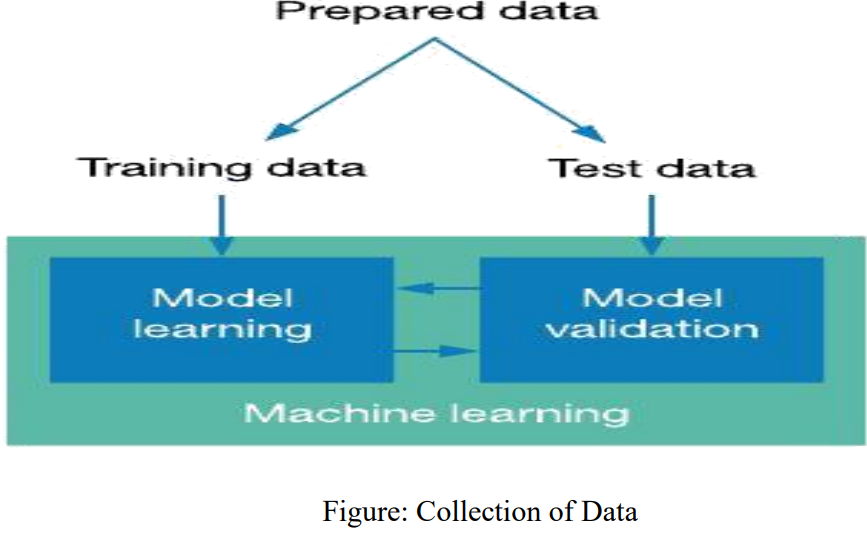 Prepared data
Training data
Test data
Model
learning
Model
validation
Machine learning
Figure: Collection of Data